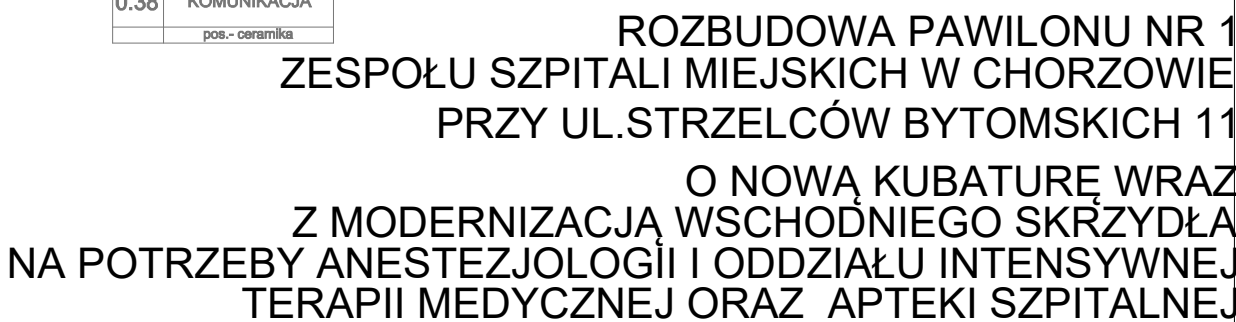 0.38 KOMUNIKACJA
pos.- ceramika
ROZBUDOWA PAWILONU NR 1
ZESPOŁU SZPITALI MIEJSKICH W CHORZOWIE
PRZY UL.STRZELCÓW BYTOMSKICH 11
O NOWĄ KUBATURĘ WRAZ
Z MODERNIZACJĄ WSCHODNIEGO SKRZYDŁA
NA POTRZEBY ANESTEZJOLOGII I ODDZIAŁU INTENSYWNEJ
TERAPII MEDYCZNEJ ORAZ APTEKI SZPITALNEJ